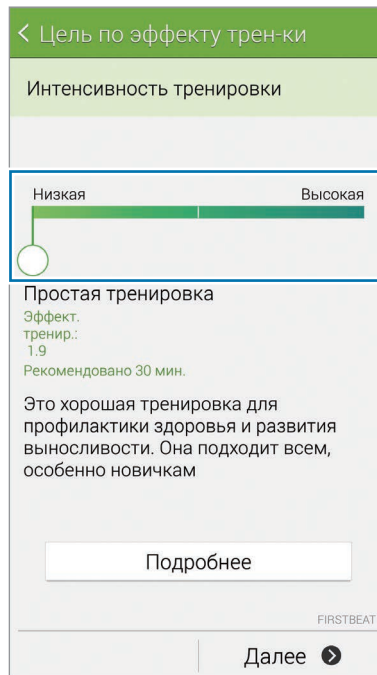 Цель по эффекту трен-ки
Интенсивность тренировки
Низкая Высокая
Простая тренировка
Эффект.
тренир.:
1.9
Рекомендовано 30 мин.
Это хорошая тренировка для
профилактики здоровья и развития
выносливости. Она подходит всем,
особенно новичкам
Подробнее
FIRSTBEAT
Далее